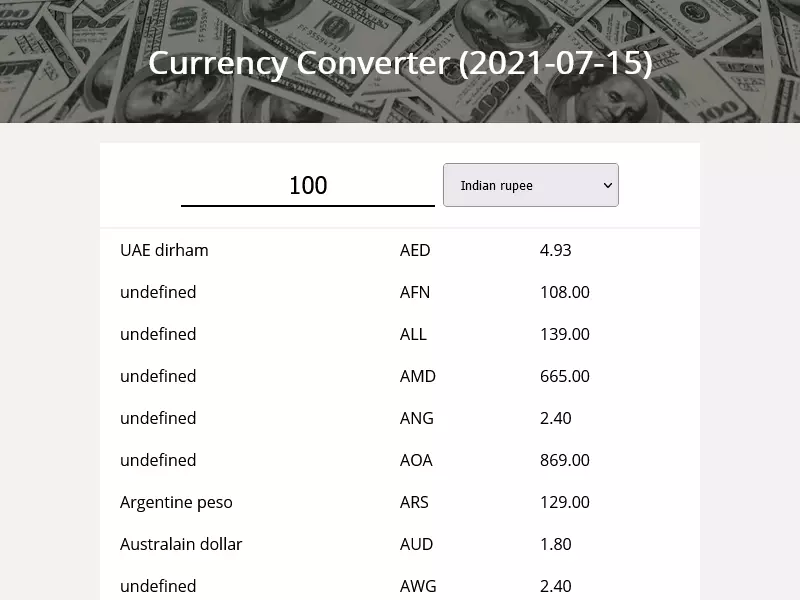 Currency Converter (2021-07-15)
100 Indian rupee
UAE dirham AED 4.93
undefined AFN 108.00
undefined ALL 139.00
undefined AMD 665.00
undefined ANG 2.40
undefined AOA 869.00
Argentine peso ARS 129.00
Australain dollar AUD 1.80
undefined AWG 2.40